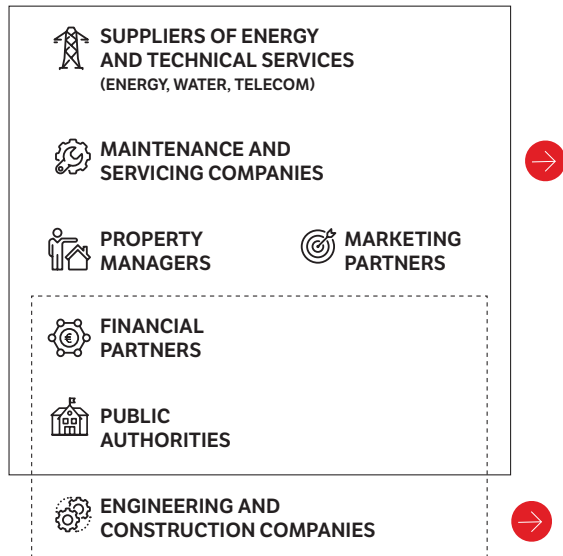 SUPPLIERS OF ENERGY
AND TECHNICAL SERVICES
(ENERGY, WATER, TELECOM)
MAINTENANCE AND
SERVICING COMPANIES
PROPERTY
MANAGERS
MARKETING
PARTNERS
FINANCIAL
PARTNERS
PUBLIC
AUTHORITIES
ENGINEERING AND
CONSTRUCTION COMPANIES